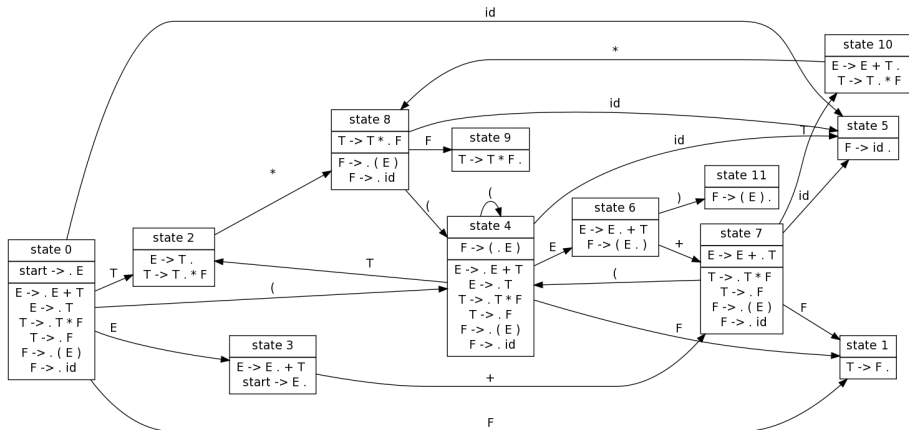 id
state 10
E -> E + T .
T -> T . * F
*
state 8
T -> T * . F
F -> . ( E )
F -> . id
id
F
state 9
T -> T * F .
T
state 5
F -> id .
*
(
(
id
state 11
F -> ( E ) .
)
state 6
E -> E . + T
F -> ( E . )
id
state 4
F -> ( . E )
E -> . E + T
E -> . T
T -> . T * F
T -> . F
F -> . ( E )
F -> . id
E
+
state 7
E -> E + . T
T -> . T * F
T -> . F
F -> . ( E )
F -> . id
state 2
E -> T .
T -> T . * F
T
(
state 0
start -> . E
E -> . E + T
E -> . T
T -> . T * F
T -> . F
F -> . ( E )
F -> . id
T
(
E
F
F
state 3
E -> E . + T
start -> E .
+
state 1
T -> F .
F